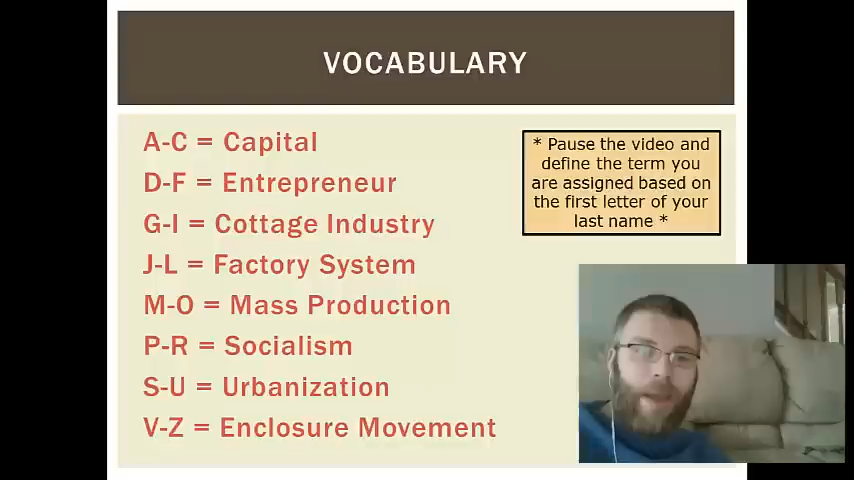 VOCABULARY
A-C = Capital
D-F = Entrepreneur
G-I = Cottage Industry
J-L = Factory System
M-O = Mass Production
P-R = Socialism
S-U = Urbanization
V-Z = Enclosure Movement
* Pause the video and
define the term you
are assigned based on
the first letter of your
last name *